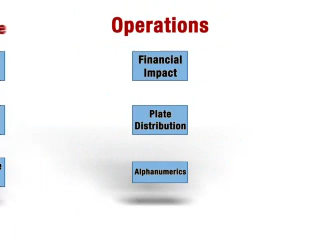 Operations
Financial
Impact
Plate
Distribution
Alphanumerics